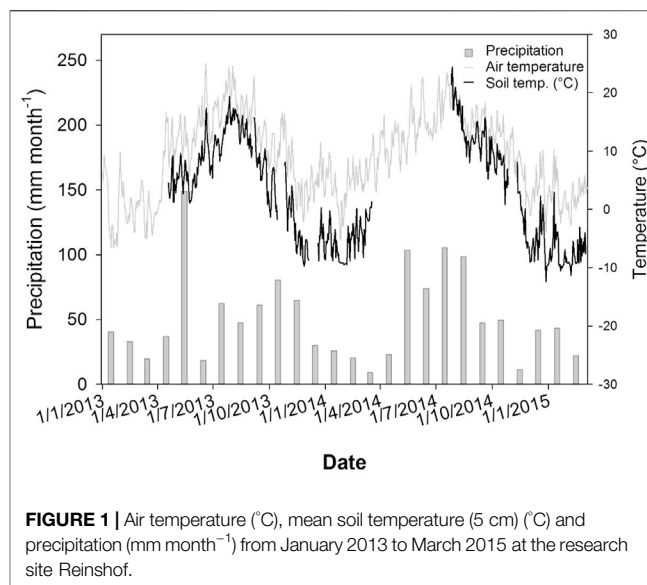 250
200
150
100
50
0
Precipitation (mm month⁻¹)
Precipitation
Air temperature
Soil temp. (°C)
30
20
10
0
-10
-20
-30
Temperature (°C)
1/1/2013
1/4/2013
1/7/2013
1/10/2013
1/1/2014
1/4/2014
1/7/2014
1/10/2014
1/1/2015
Date
FIGURE 1 | Air temperature (°C), mean soil temperature (5 cm) (°C) and
precipitation (mm month⁻¹) from January 2013 to March 2015 at the research
site Reinshof.